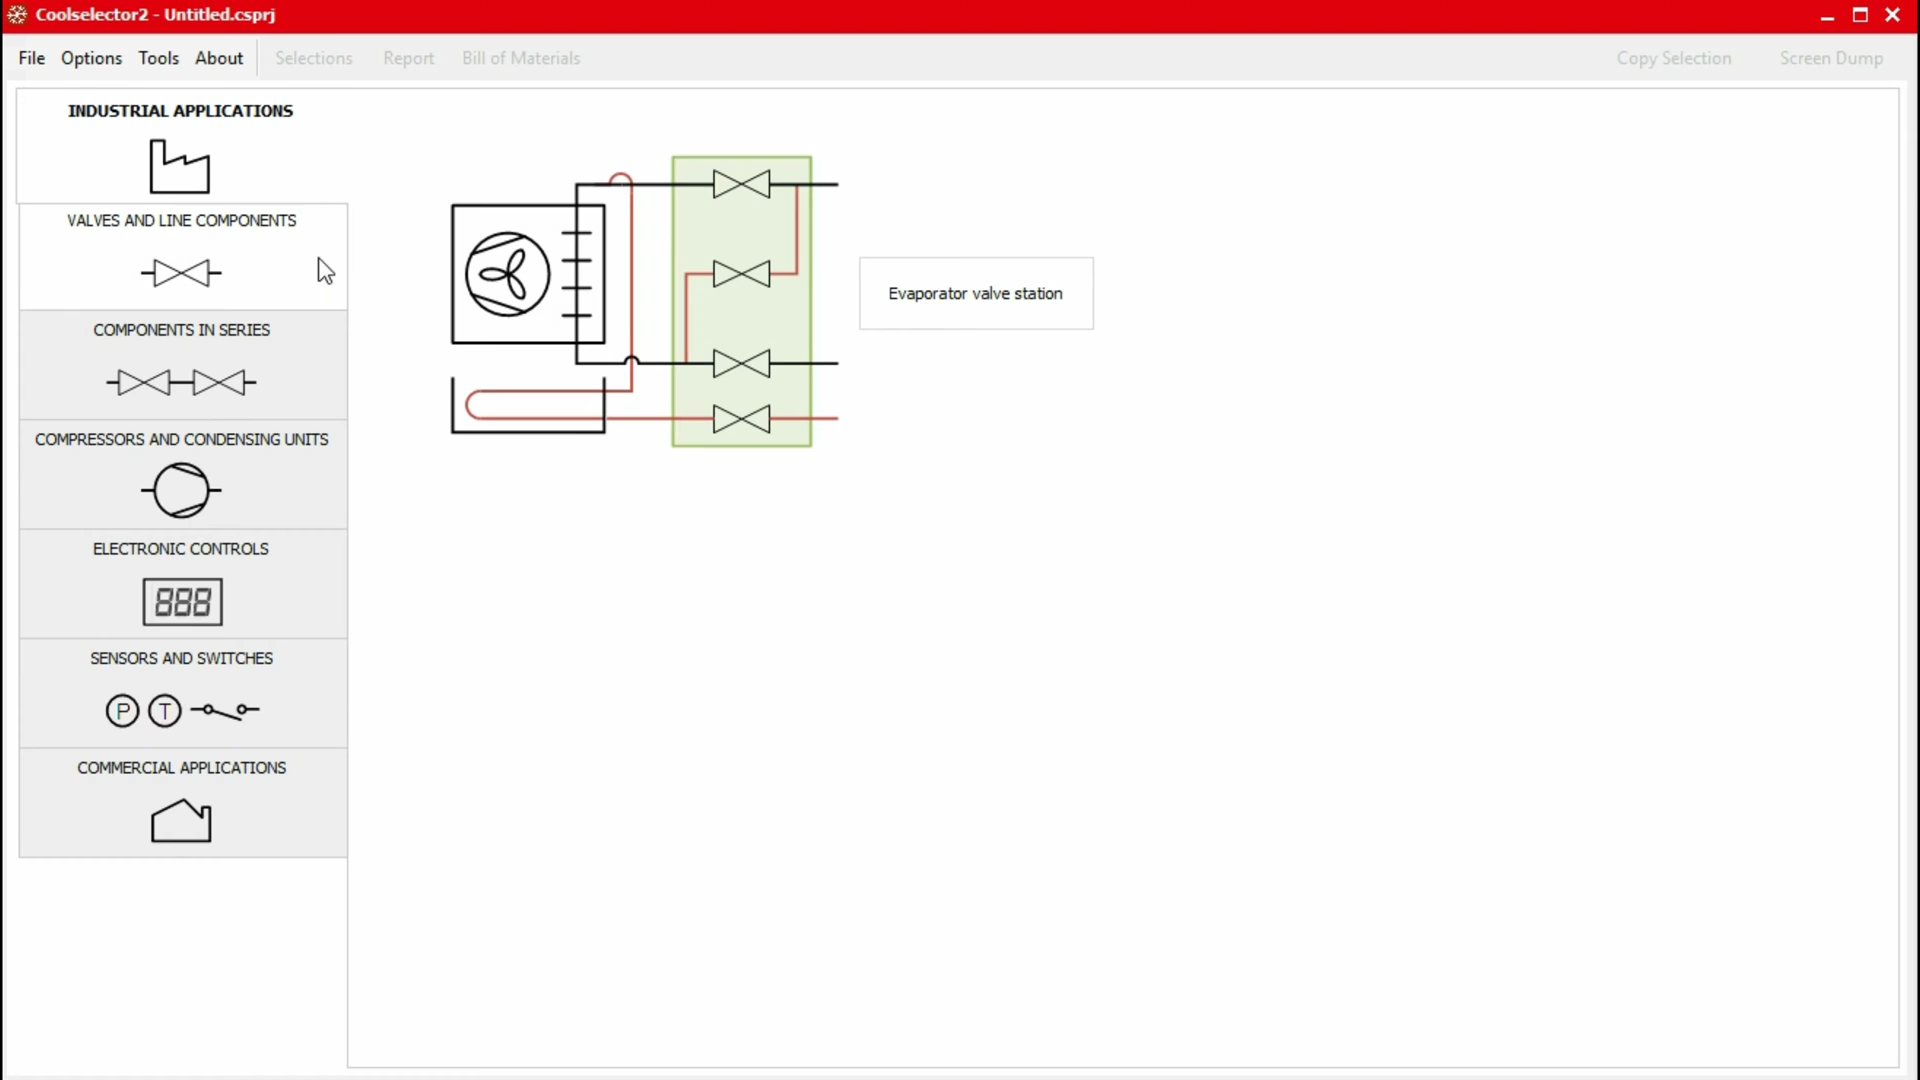 Coolselector2 - Untitled.csprj
File Options Tools About Selections Report Bill of Materials Copy Selection Screen Dump
INDUSTRIAL APPLICATIONS
VALVES AND LINE COMPONENTS
COMPONENTS IN SERIES
COMPRESSORS AND CONDENSING UNITS
ELECTRONIC CONTROLS
888
SENSORS AND SWITCHES
P T
COMMERCIAL APPLICATIONS
Evaporator valve station